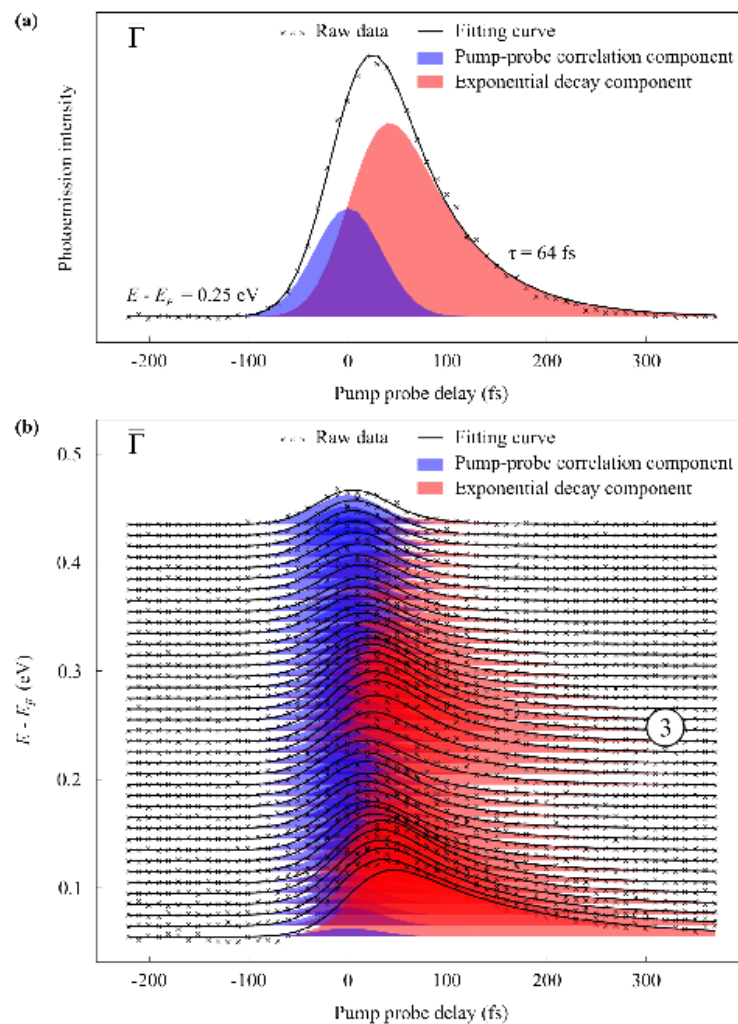 (a)
Γ̅
Raw data
Fitting curve
Pump-probe correlation component
Exponential decay component
Photoemission intensity
τ = 64 fs
E - E_F = 0.25 eV
-200 -100 0 100 200 300
Pump probe delay (fs)
(b)
Γ̅
Raw data
Fitting curve
Pump-probe correlation component
Exponential decay component
0.5
0.4
0.3
0.2
0.1
E - E_F (eV)
3
-200 -100 0 100 200 300
Pump probe delay (fs)